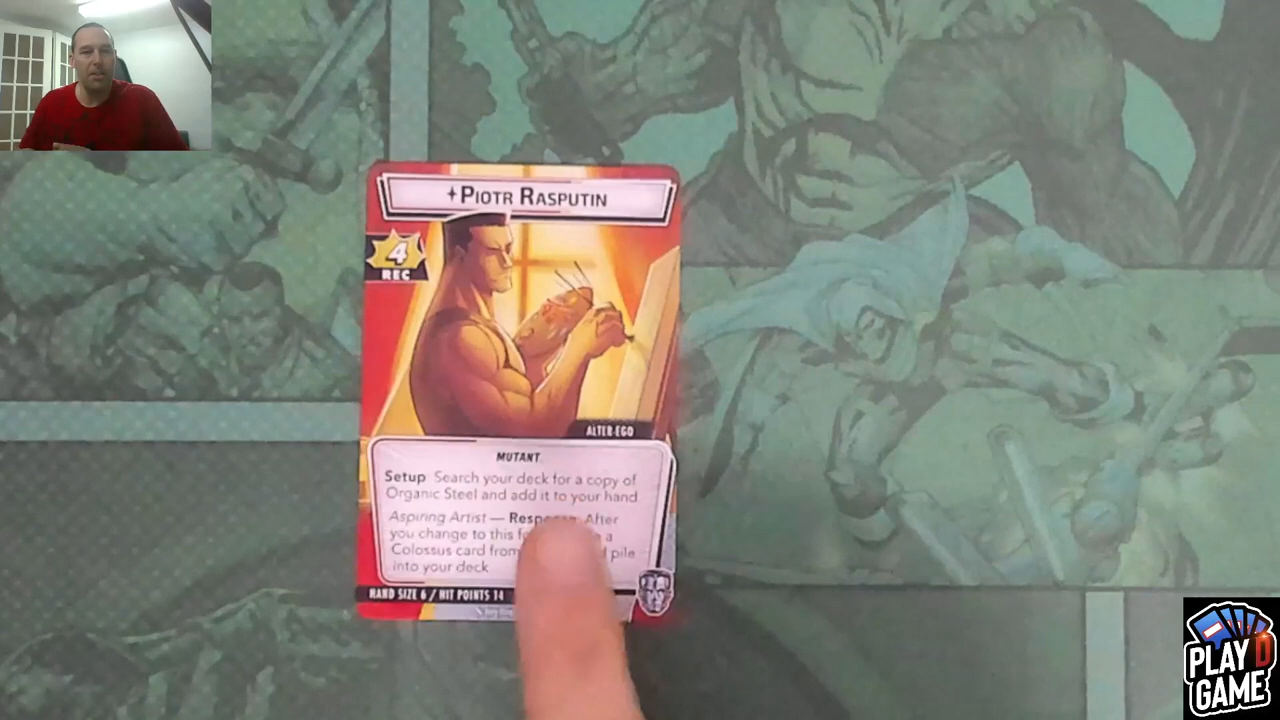 PIOTR RASPUTIN
4
REC
ALTER-EGO
MUTANT.
Setup Search your deck for a copy of
Organic Steel and add it to your hand
Aspiring Artist — After
you change to this a
Colossus card from pile
into your deck
HAND SIZE 6 / HIT POINTS 14
PLAY D
GAME